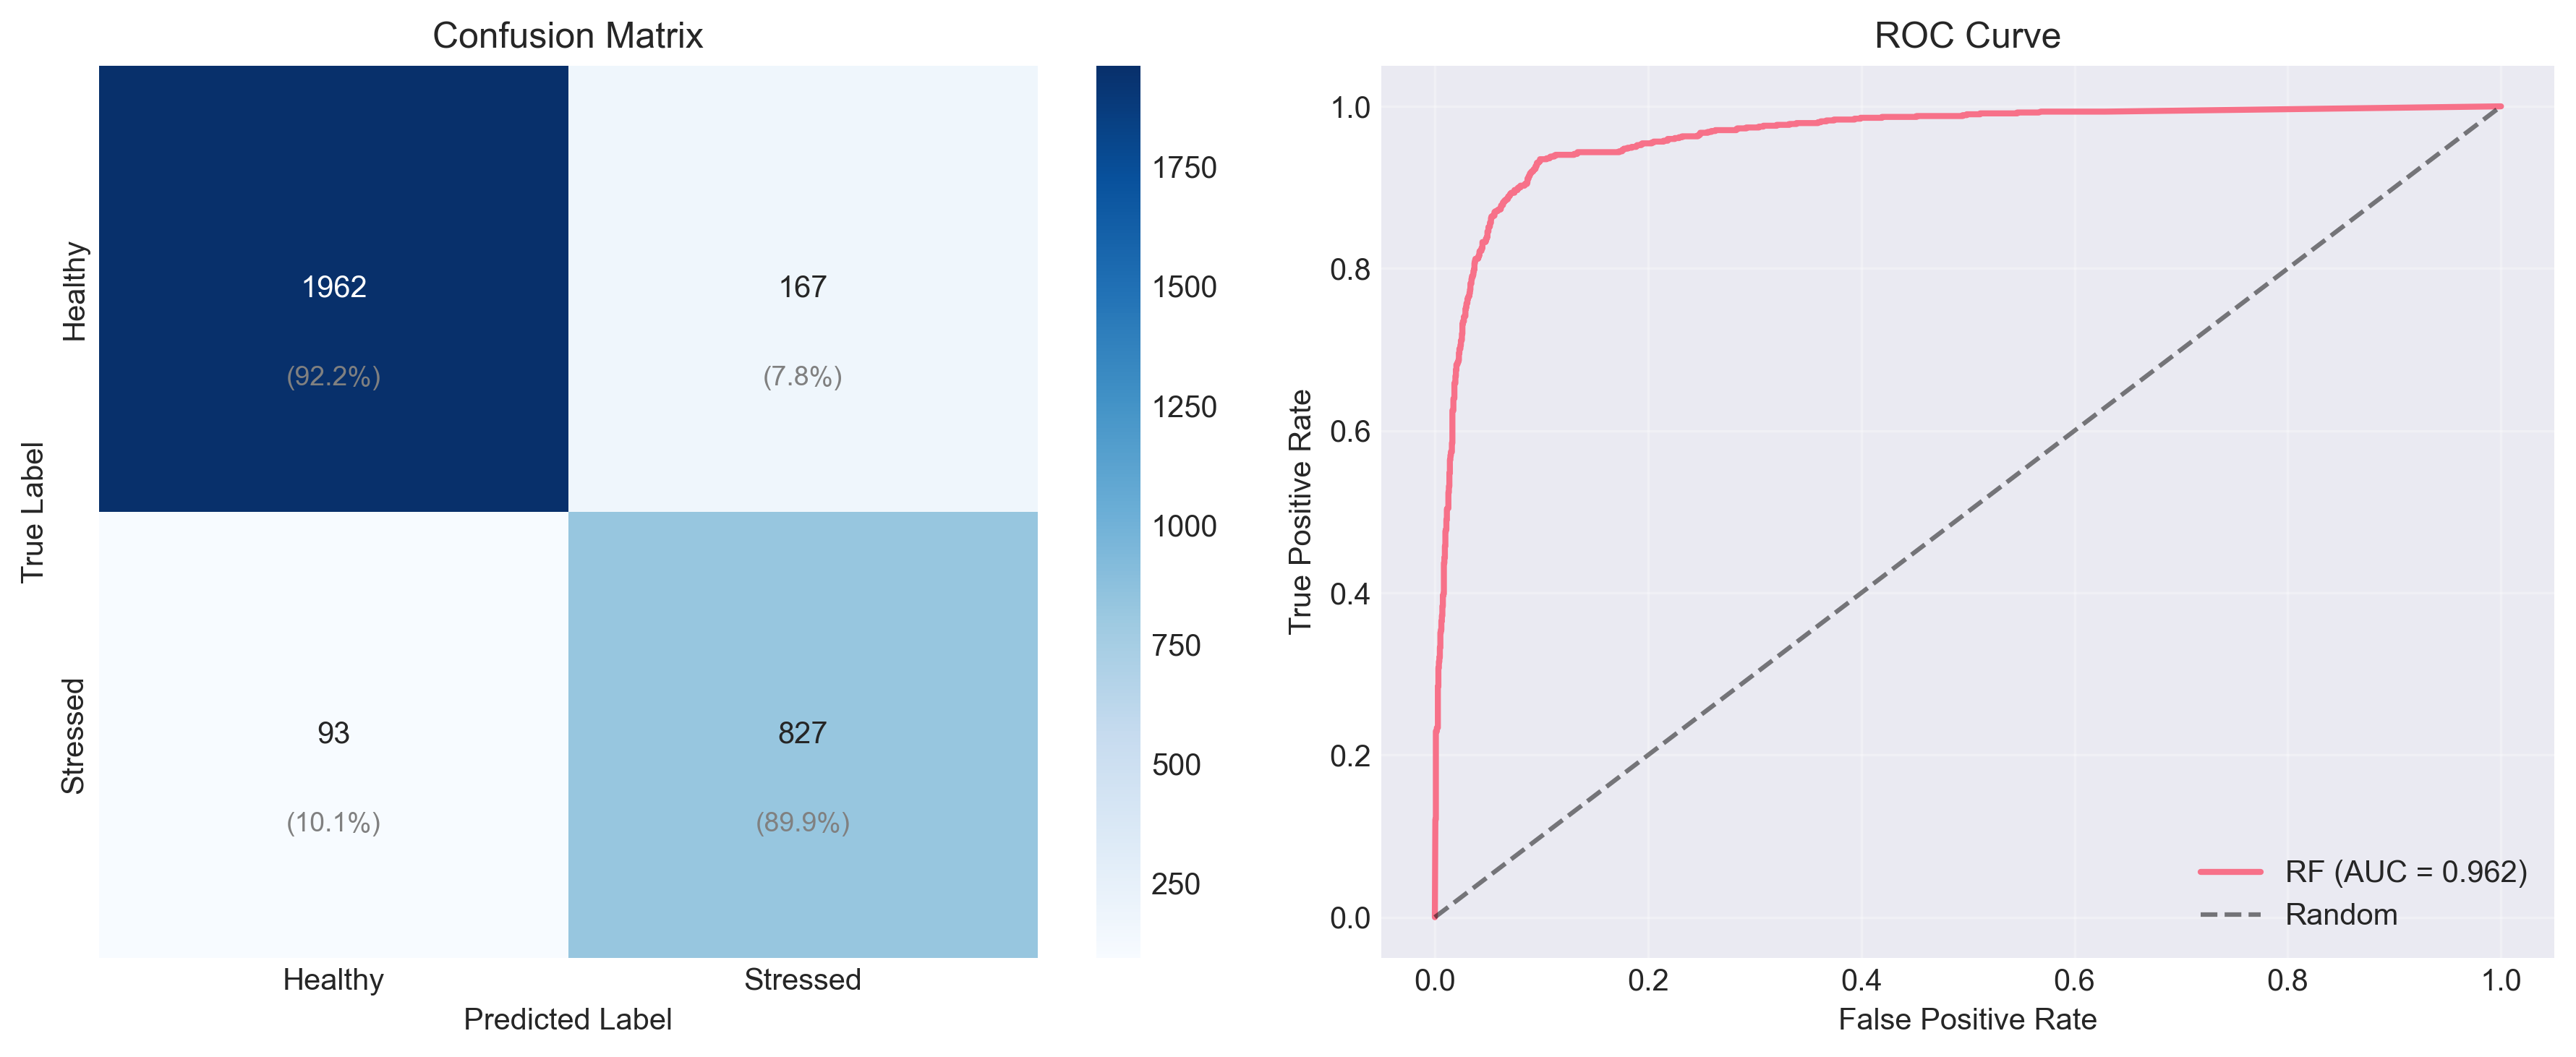 Confusion Matrix
True Label
Healthy
Stressed
1962
167
(92.2%)
(7.8%)
93
827
(10.1%)
(89.9%)
Healthy
Stressed
Predicted Label
1750
1500
1250
1000
750
500
250
ROC Curve
True Positive Rate
1.0
0.8
0.6
0.4
0.2
0.0
RF (AUC = 0.962)
Random
0.0
0.2
0.4
0.6
0.8
1.0
False Positive Rate